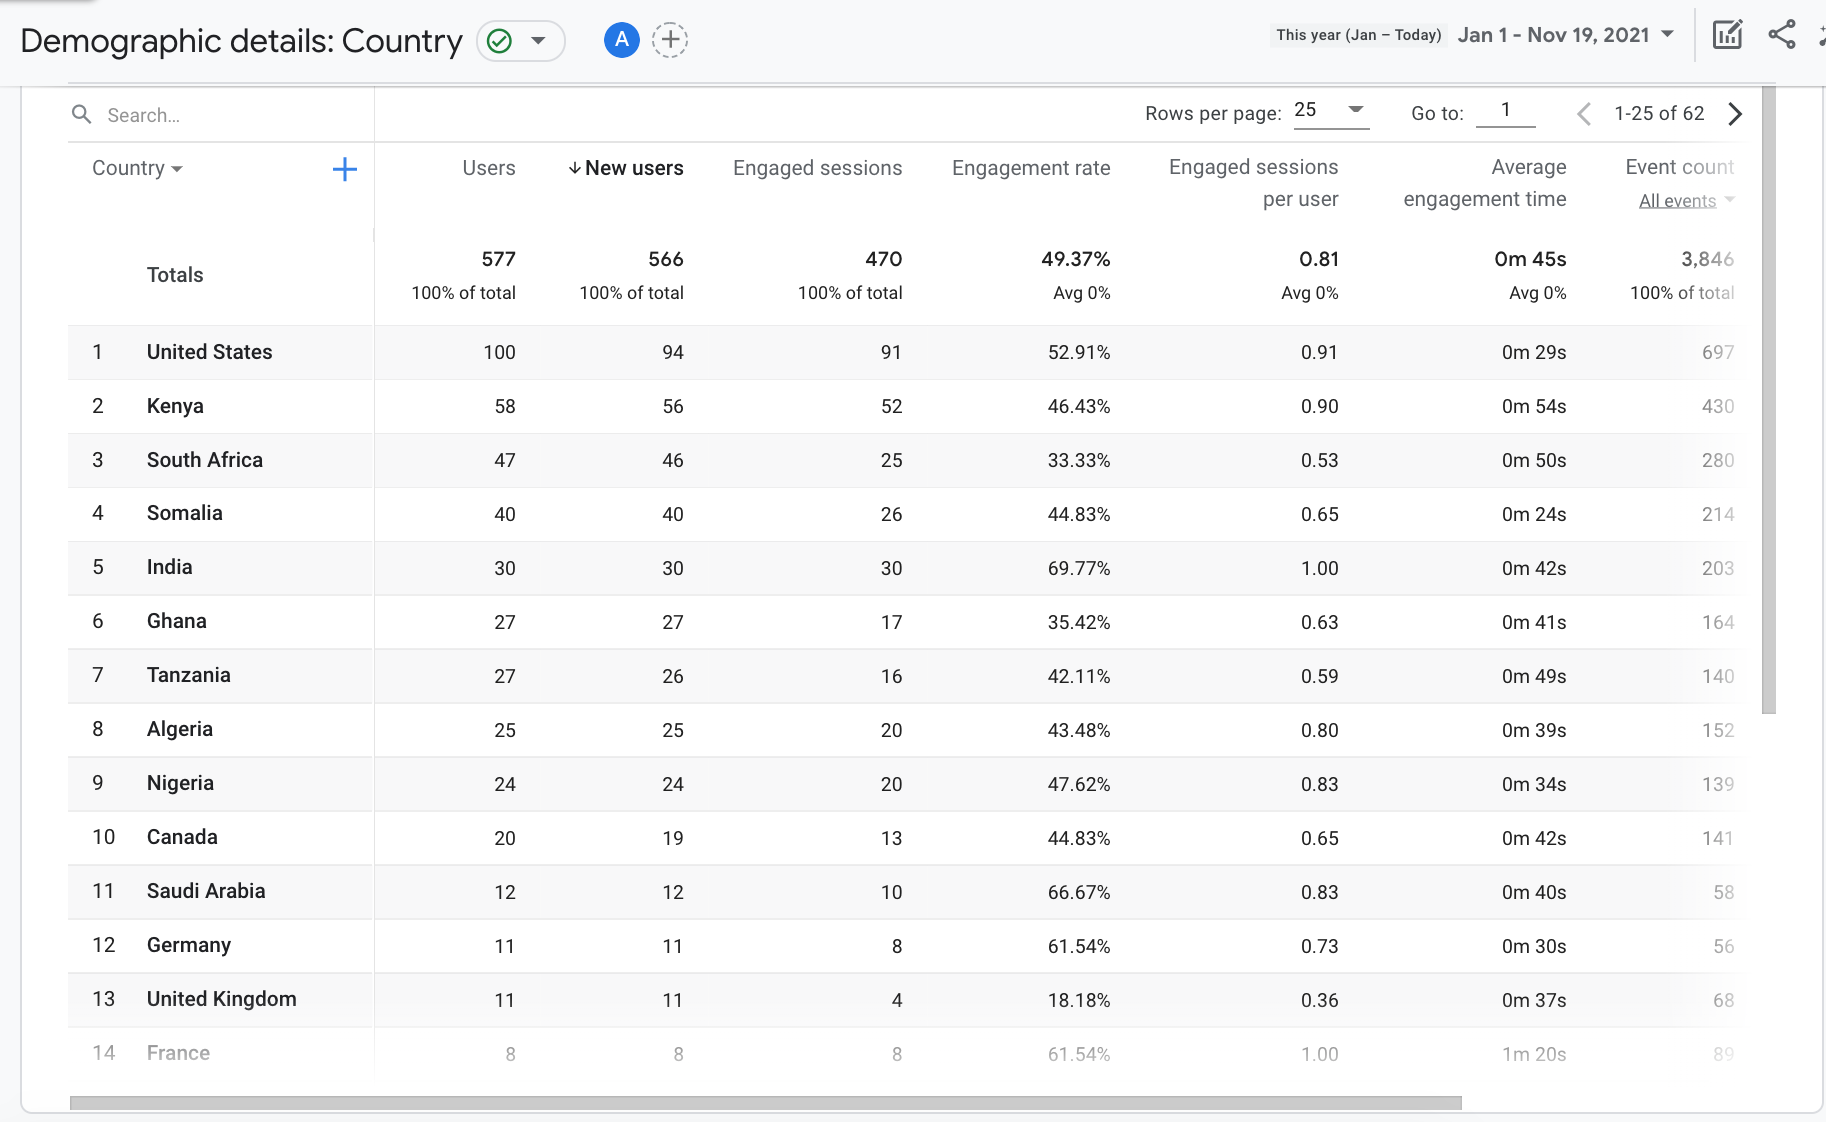 Demographic details: Country
A
This year (Jan – Today) Jan 1 - Nov 19, 2021
Search...
Rows per page: 25 Go to: 1 1-25 of 62
Country Users New users Engaged sessions Engagement rate Engaged sessions per user Average engagement time Event count
All events
Totals 577 566 470 49.37% 0.81 0m 45s 3,846
100% of total 100% of total 100% of total Avg 0% Avg 0% Avg 0% 100% of total
1 United States 100 94 91 52.91% 0.91 0m 29s 697
2 Kenya 58 56 52 46.43% 0.90 0m 54s 430
3 South Africa 47 46 25 33.33% 0.53 0m 50s 280
4 Somalia 40 40 26 44.83% 0.65 0m 24s 214
5 India 30 30 30 69.77% 1.00 0m 42s 203
6 Ghana 27 27 17 35.42% 0.63 0m 41s 164
7 Tanzania 27 26 16 42.11% 0.59 0m 49s 140
8 Algeria 25 25 20 43.48% 0.80 0m 39s 152
9 Nigeria 24 24 20 47.62% 0.83 0m 34s 139
10 Canada 20 19 13 44.83% 0.65 0m 42s 141
11 Saudi Arabia 12 12 10 66.67% 0.83 0m 40s 58
12 Germany 11 11 8 61.54% 0.73 0m 30s 56
13 United Kingdom 11 11 4 18.18% 0.36 0m 37s 68
14 France 8 8 8 61.54% 1.00 1m 20s 89